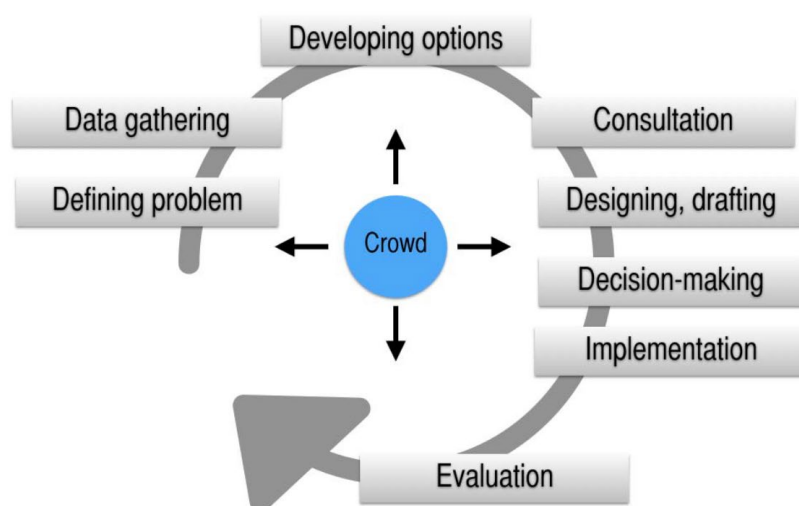 Developing options
Data gathering
Consultation
Defining problem
Designing, drafting
Crowd
Decision-making
Implementation
Evaluation